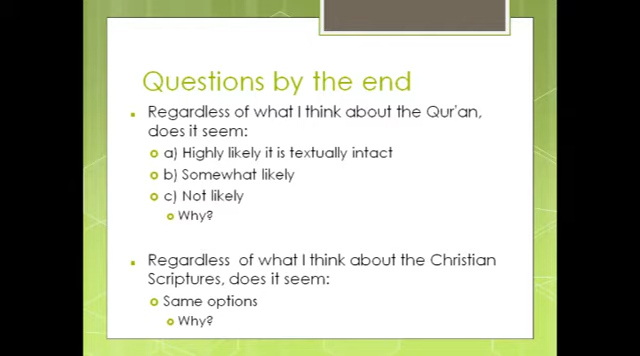 Questions by the end
Regardless of what I think about the Qur'an,
does it seem:
a) Highly likely it is textually intact
b) Somewhat likely
c) Not likely
Why?
Regardless of what I think about the Christian
Scriptures, does it seem:
Same options
Why?